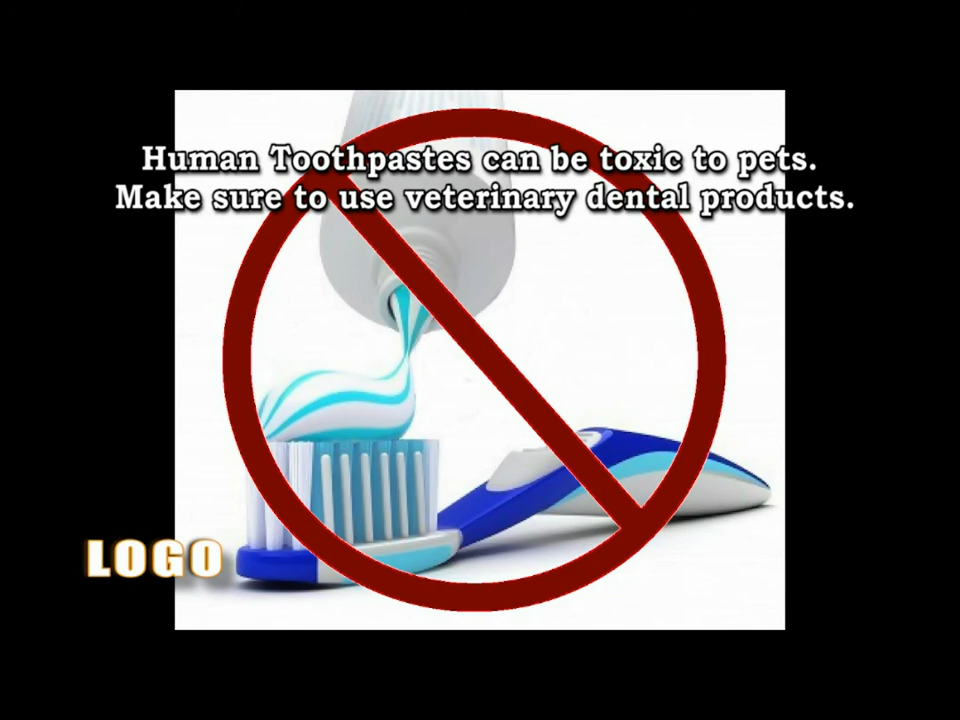 Human Toothpastes can be toxic to pets.
Make sure to use veterinary dental products.
LOGO